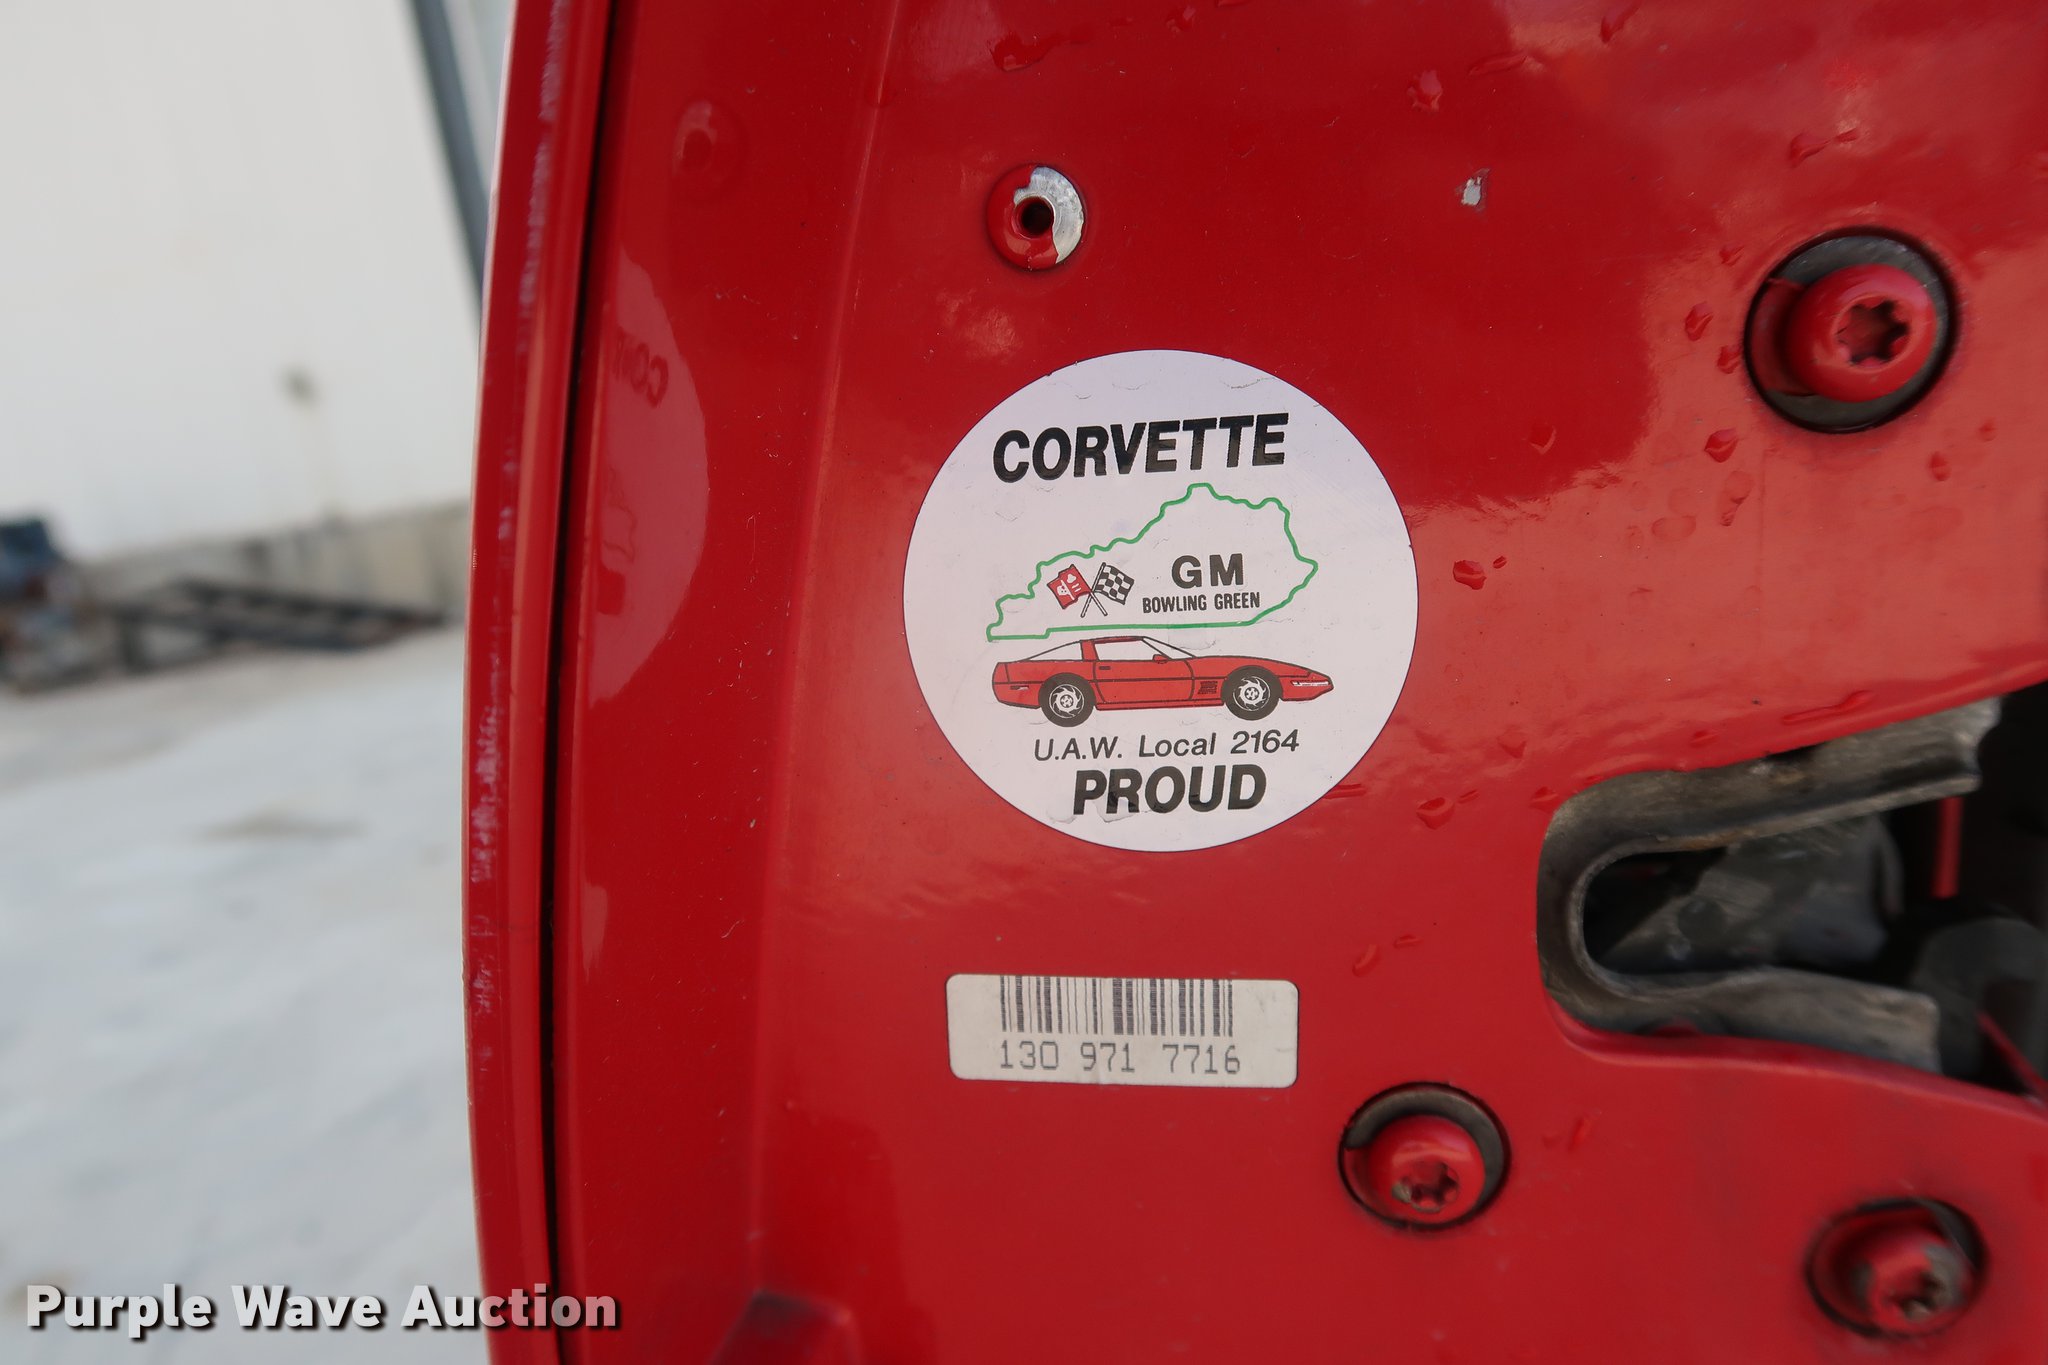 CORVETTE
GM
BOWLING GREEN
U.A.W. Local 2164
PROUD
130 971 7716
Purple Wave Auction